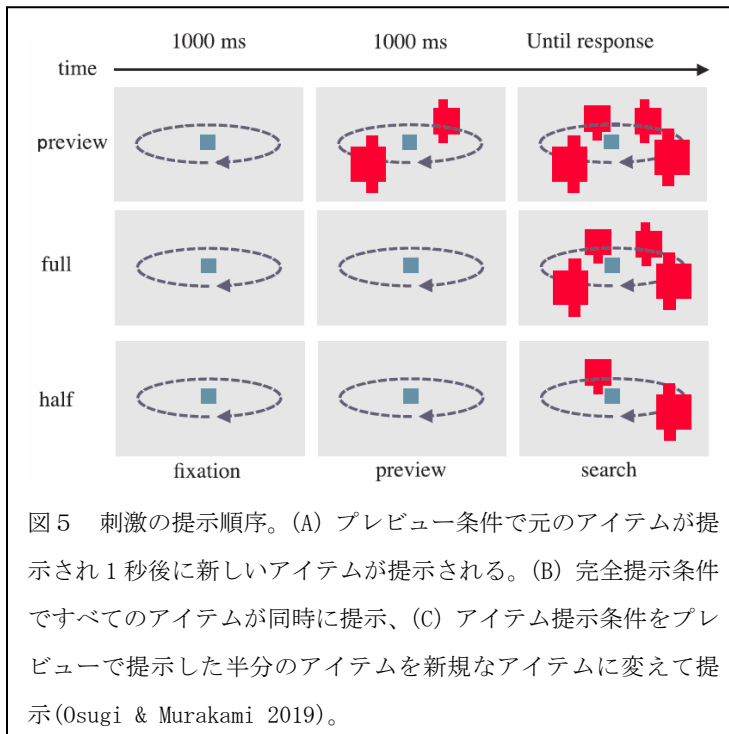 1000 ms 1000 ms Until response
time
preview
full
half
fixation preview search
図5 刺激の提示順序。(A) プレビュー条件で元のアイテムが提
示され1秒後に新しいアイテムが提示される。(B) 完全提示条件
ですべてのアイテムが同時に提示、(C) アイテム提示条件をプレ
ビューで提示した半分のアイテムを新規なアイテムに変えて提
示(Osugi & Murakami 2019)。